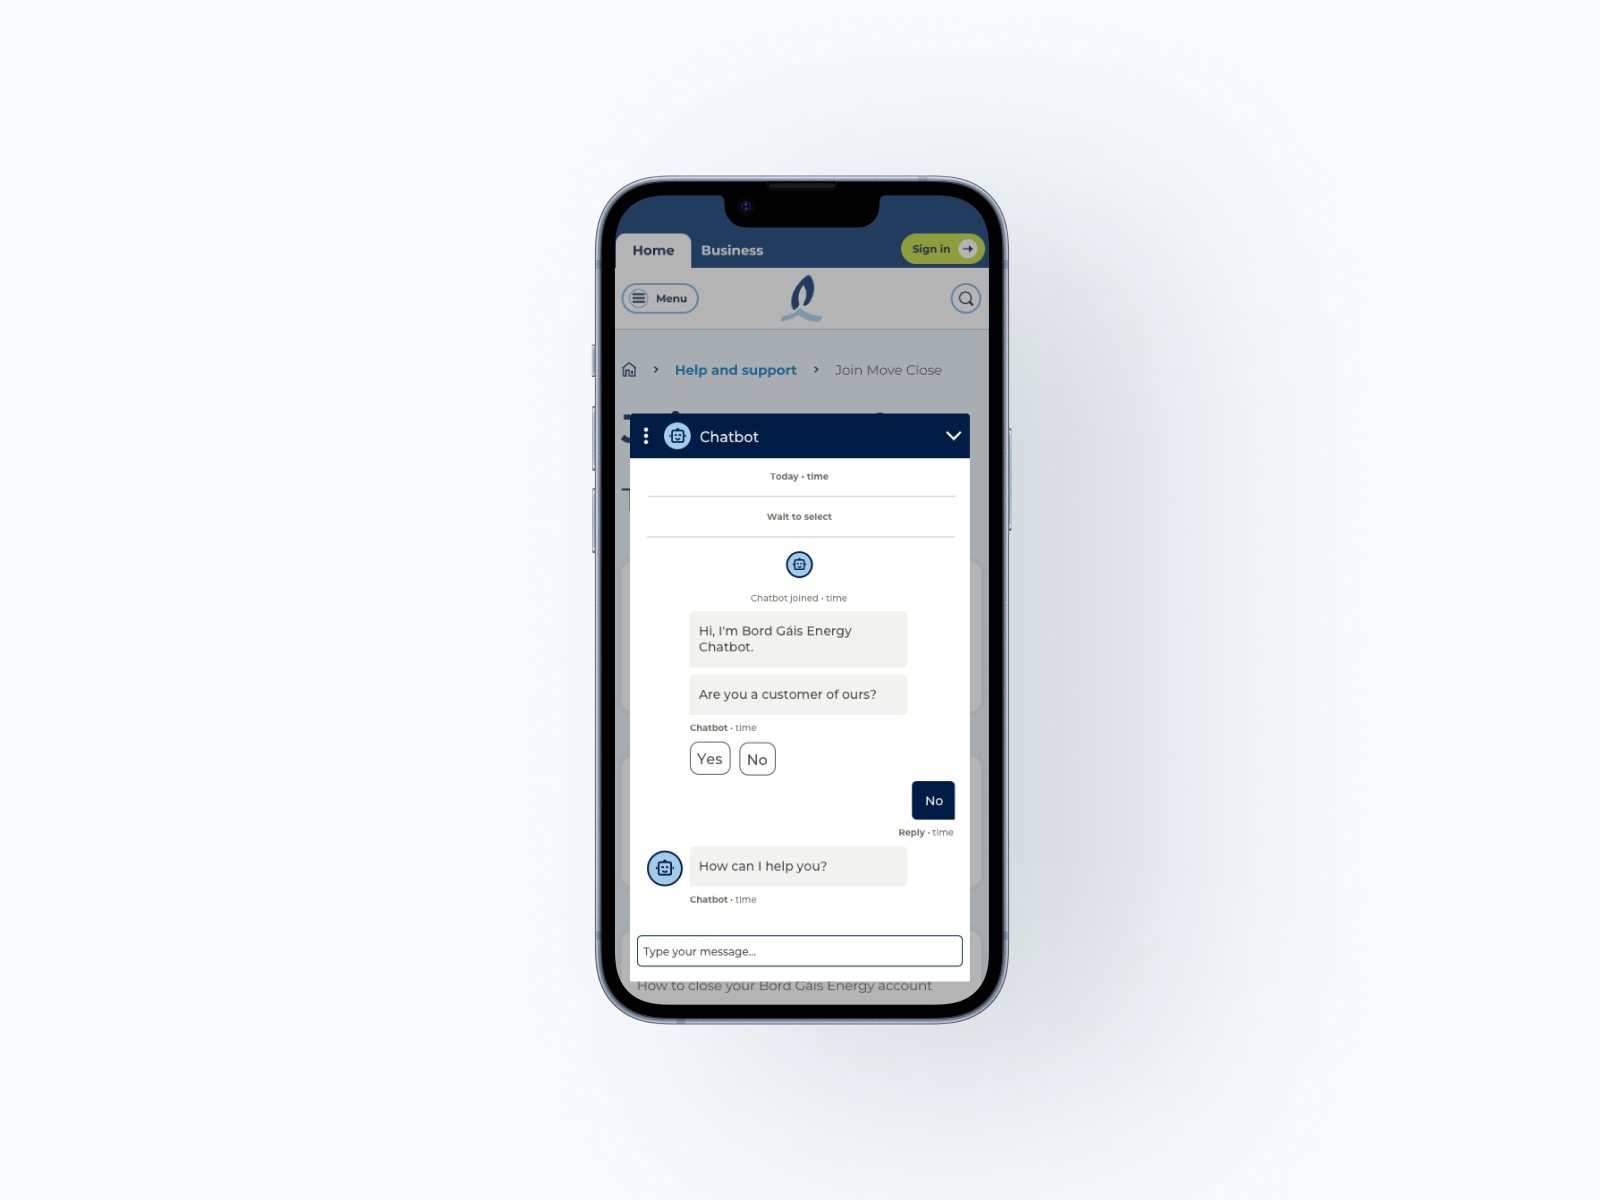 Home
Business
Sign in
Menu
Help and support
Join Move Close
Chatbot
Today • time
Wait to select
Chatbot joined • time
Hi, I'm Bord Gáis Energy
Chatbot.
Are you a customer of ours?
Chatbot • time
Yes
No
No
Reply • time
How can I help you?
Chatbot • time
Type your message...
How to close your Bord Gáis Energy account